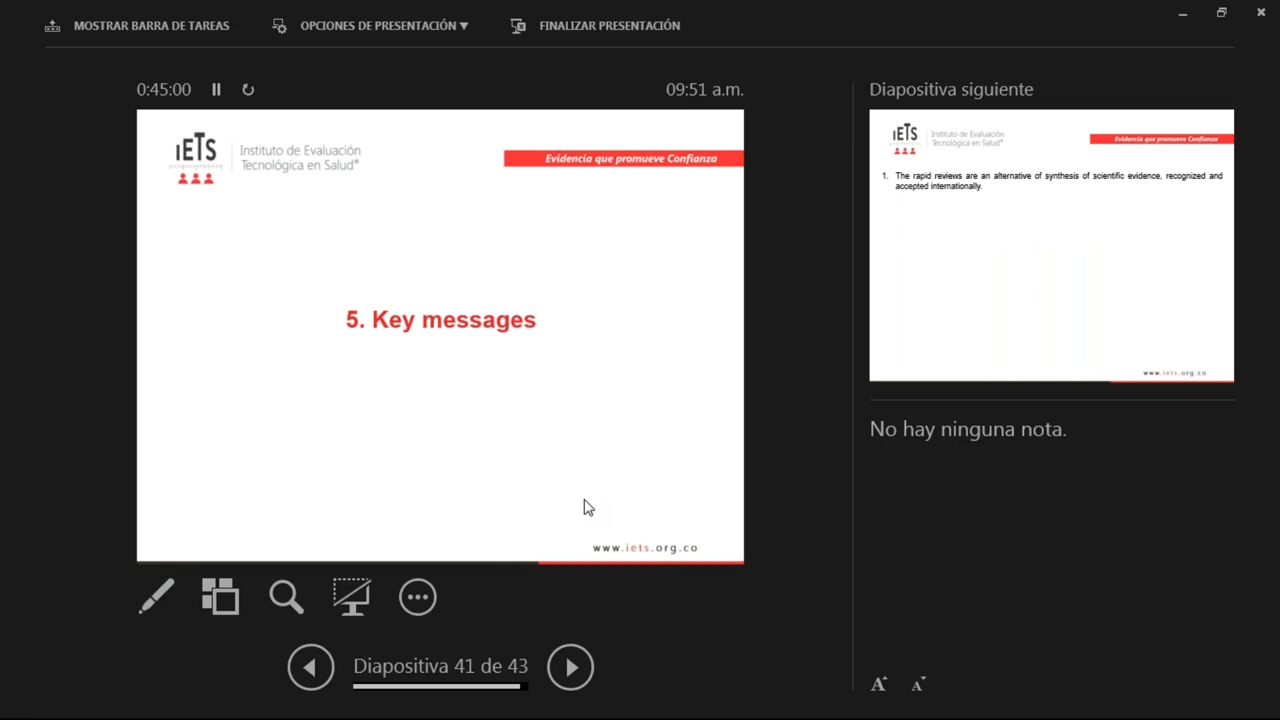 MOSTRAR BARRA DE TAREAS
OPCIONES DE PRESENTACIÓN ▼
FINALIZAR PRESENTACIÓN
0:45:00
09:51 a.m.
iETS
Instituto de Evaluación
Tecnológica en Salud®
Evidencia que promueve Confianza
5. Key messages
www.iets.org.co
Diapositiva 41 de 43
Diapositiva siguiente
iETS
Instituto de Evaluación
Tecnológica en Salud®
Evidencia que promueve Confianza
1. The rapid reviews are an alternative of synthesis of scientific evidence, recognized and
accepted internationally.
www.iets.org.co
No hay ninguna nota.
A A